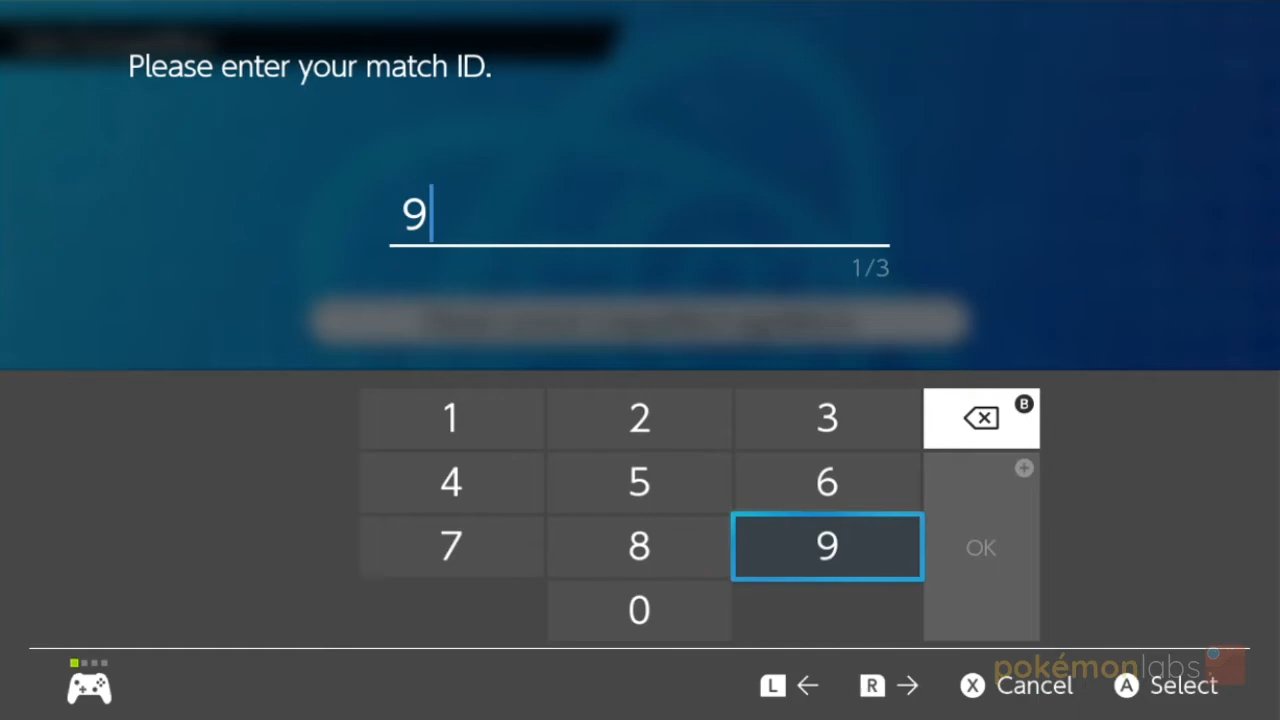 Please enter your match ID.
9
1/3
1 2 3 B
4 5 6 +
7 8 9 OK
0
L ← R → X Cancel A Select
pokémonlabs